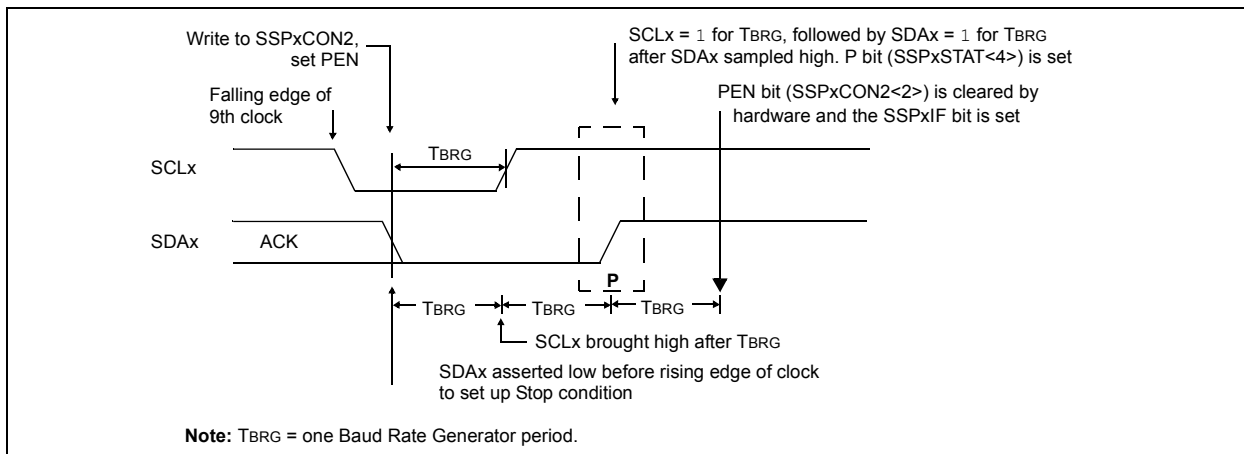 Write to SSPxCON2,
set PEN
SCLx = 1 for TBRG, followed by SDAx = 1 for TBRG
after SDAx sampled high. P bit (SSPxSTAT<4>) is set
Falling edge of
9th clock
PEN bit (SSPxCON2<2>) is cleared by
hardware and the SSPxIF bit is set
TBRG
SCLx
SDAx
ACK
P
TBRG
TBRG
TBRG
SCLx brought high after TBRG
SDAx asserted low before rising edge of clock
to set up Stop condition
Note: TBRG = one Baud Rate Generator period.